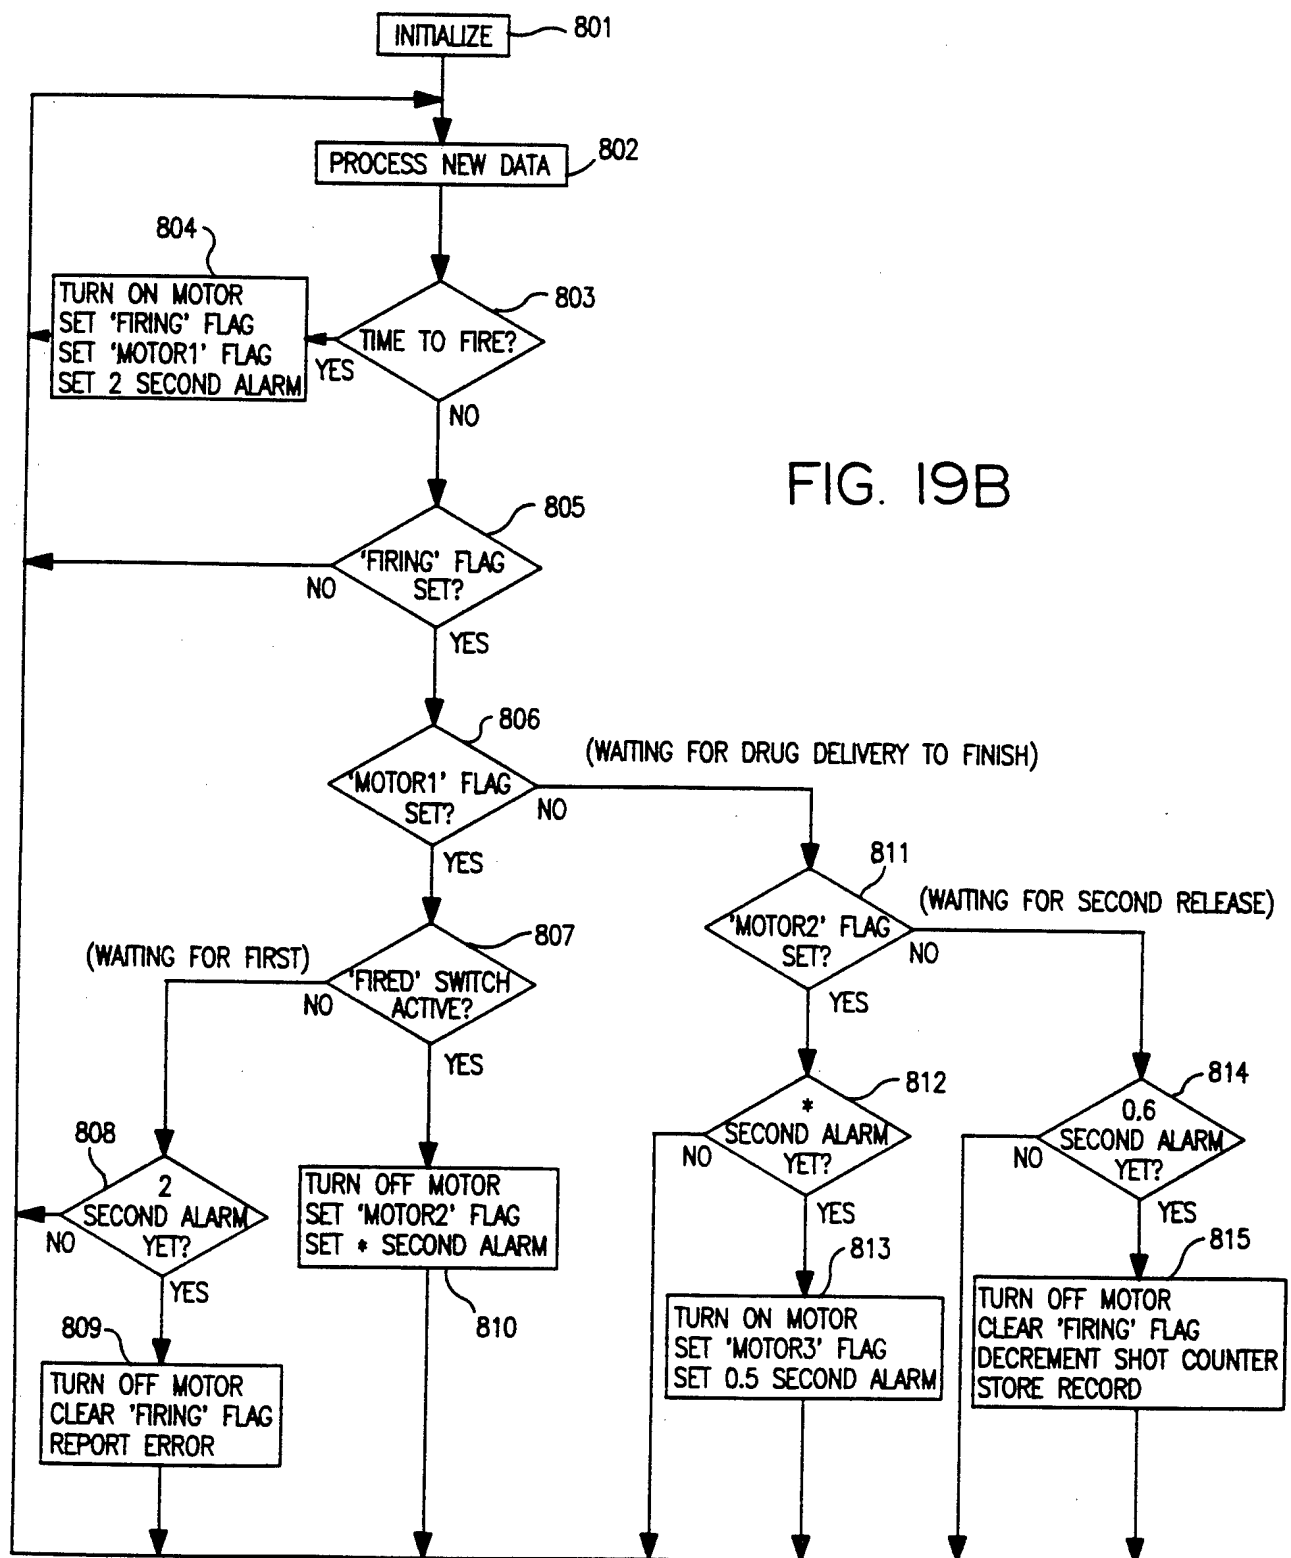 INITIALIZE
801
PROCESS NEW DATA
802
804
TURN ON MOTOR
SET 'FIRING' FLAG
SET 'MOTOR1' FLAG
SET 2 SECOND ALARM
803
TIME TO FIRE?
YES
NO
FIG. 19B
805
'FIRING' FLAG
SET?
NO
YES
806
'MOTOR1' FLAG
SET?
(WAITING FOR DRUG DELIVERY TO FINISH)
NO
YES
811
'MOTOR2' FLAG
SET?
(WAITING FOR SECOND RELEASE)
NO
YES
807
(WAITING FOR FIRST)
'FIRED' SWITCH
ACTIVE?
NO
YES
812
*
SECOND ALARM
YET?
NO
YES
814
0.6
SECOND ALARM
YET?
NO
YES
808
2
SECOND ALARM
YET?
NO
YES
TURN OFF MOTOR
SET 'MOTOR2' FLAG
SET * SECOND ALARM
810
813
TURN ON MOTOR
SET 'MOTOR3' FLAG
SET 0.5 SECOND ALARM
815
TURN OFF MOTOR
CLEAR 'FIRING' FLAG
DECREMENT SHOT COUNTER
STORE RECORD
809
TURN OFF MOTOR
CLEAR 'FIRING' FLAG
REPORT ERROR